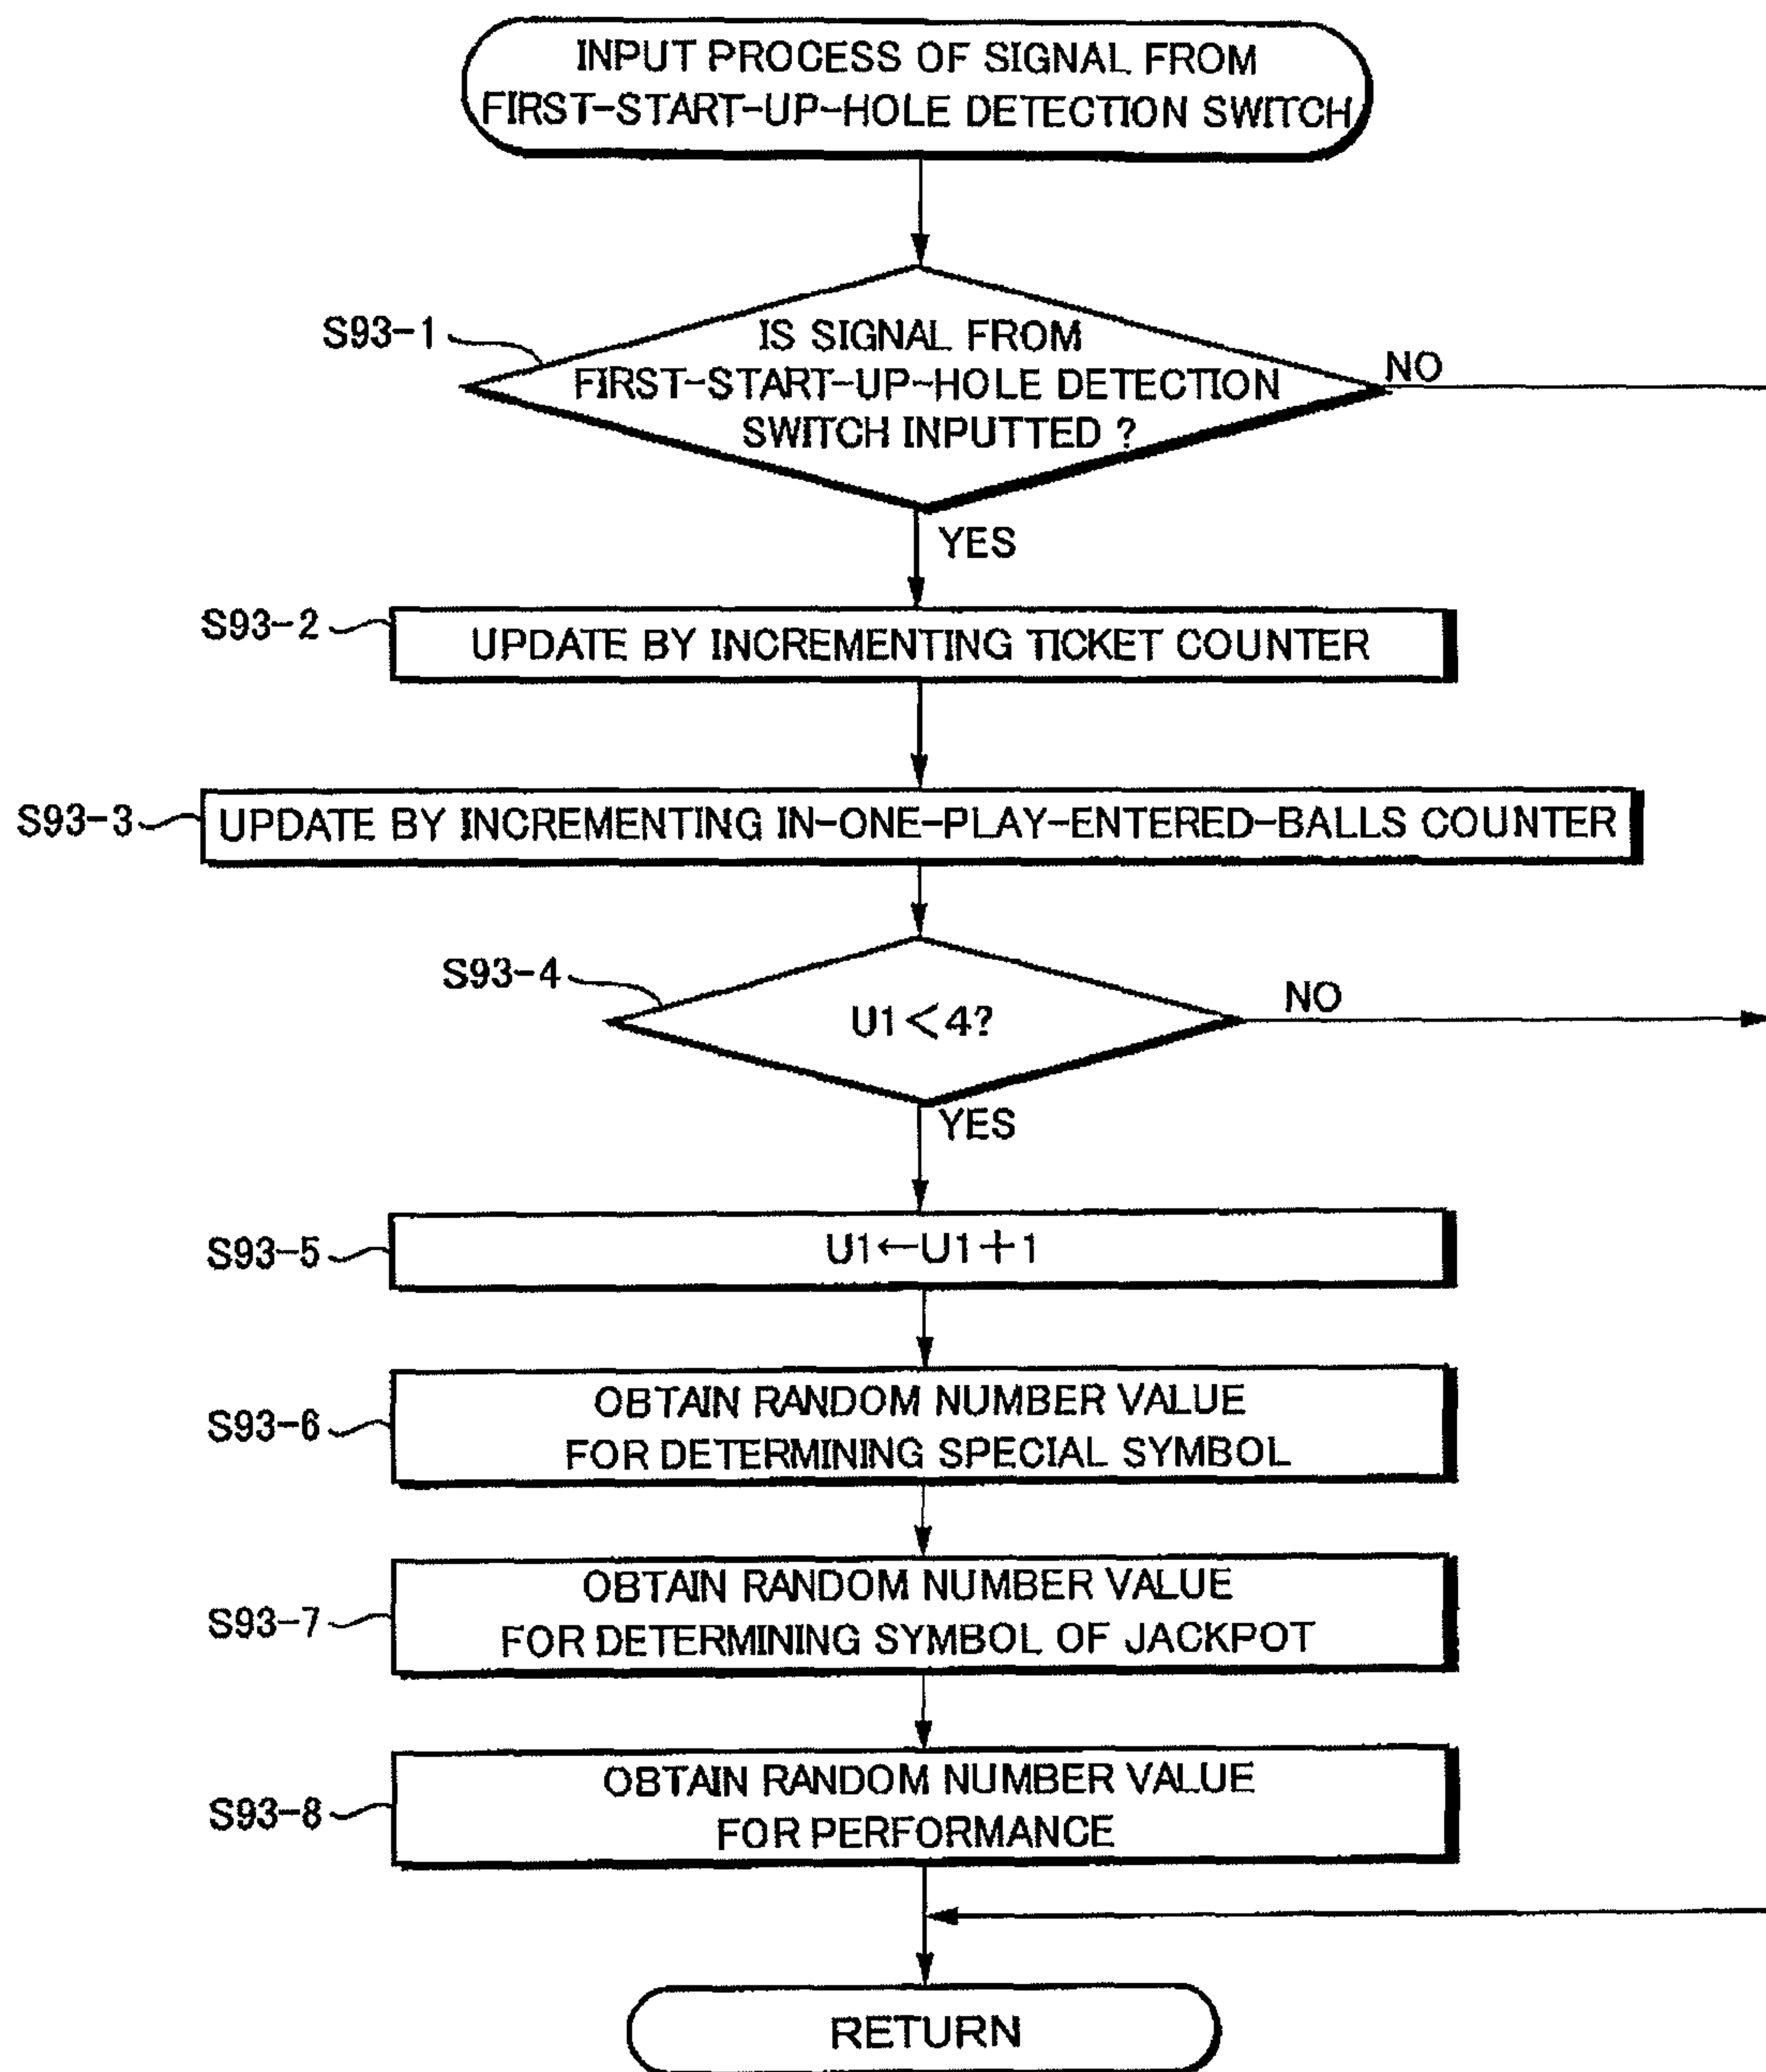 INPUT PROCESS OF SIGNAL FROM
FIRST-START-UP-HOLE DETECTION SWITCH
S93-1
IS SIGNAL FROM
FIRST-START-UP-HOLE DETECTION
SWITCH INPUTTED ?
NO
YES
S93-2
UPDATE BY INCREMENTING TICKET COUNTER
S93-3
UPDATE BY INCREMENTING IN-ONE-PLAY-ENTERED-BALLS COUNTER
S93-4
U1<4?
NO
YES
S93-5
U1←U1+1
S93-6
OBTAIN RANDOM NUMBER VALUE
FOR DETERMINING SPECIAL SYMBOL
S93-7
OBTAIN RANDOM NUMBER VALUE
FOR DETERMINING SYMBOL OF JACKPOT
S93-8
OBTAIN RANDOM NUMBER VALUE
FOR PERFORMANCE
RETURN